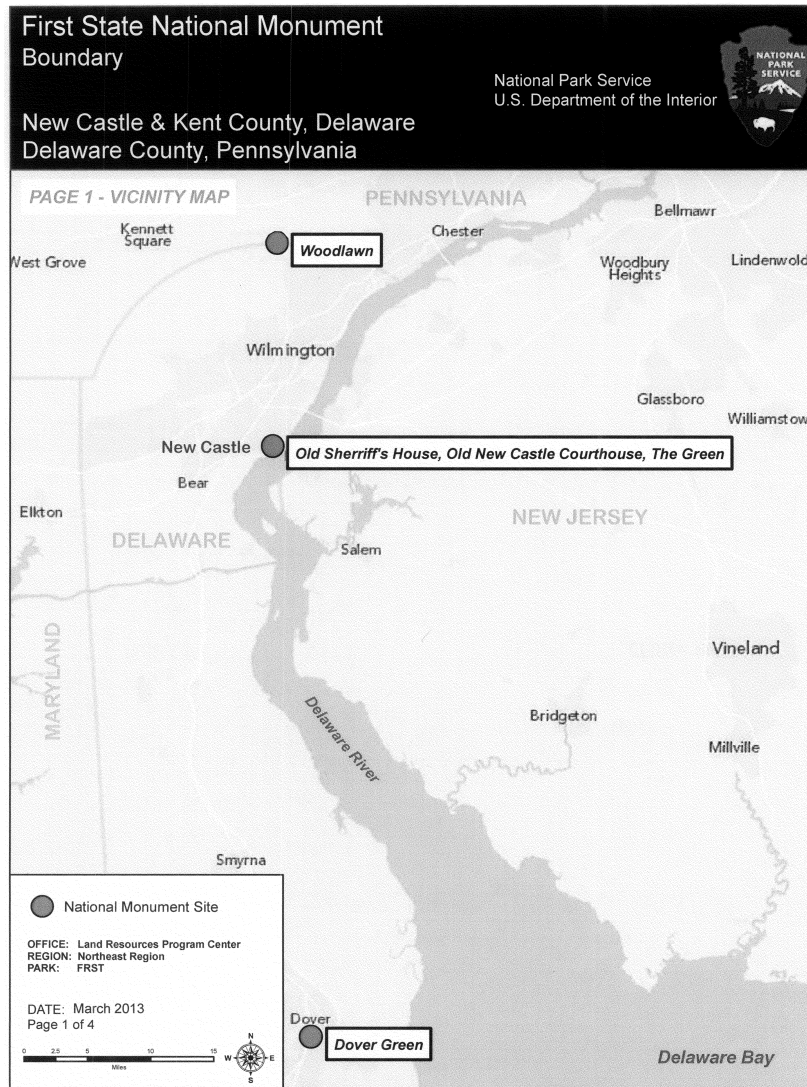 First State National Monument
Boundary
National Park Service
U.S. Department of the Interior
NATIONAL
PARK
SERVICE
New Castle & Kent County, Delaware
Delaware County, Pennsylvania
PAGE 1 - VICINITY MAP
PENNSYLVANIA
Bellmawr
Kennett
Square
Chester
Woodlawn
West Grove
Woodbury
Heights
Lindenwold
Wilmington
Glassboro
Williamstow
New Castle
Old Sherriff's House, Old New Castle Courthouse, The Green
Bear
Elkton
NEW JERSEY
DELAWARE
Salem
MARYLAND
Vineland
Delaware River
Bridgeton
Millville
Smyrna
National Monument Site
OFFICE: Land Resources Program Center
REGION: Northeast Region
PARK: FRST
DATE: March 2013
Page 1 of 4
0 2.5 5 10 15
Miles
N
W E
S
Dover
Dover Green
Delaware Bay